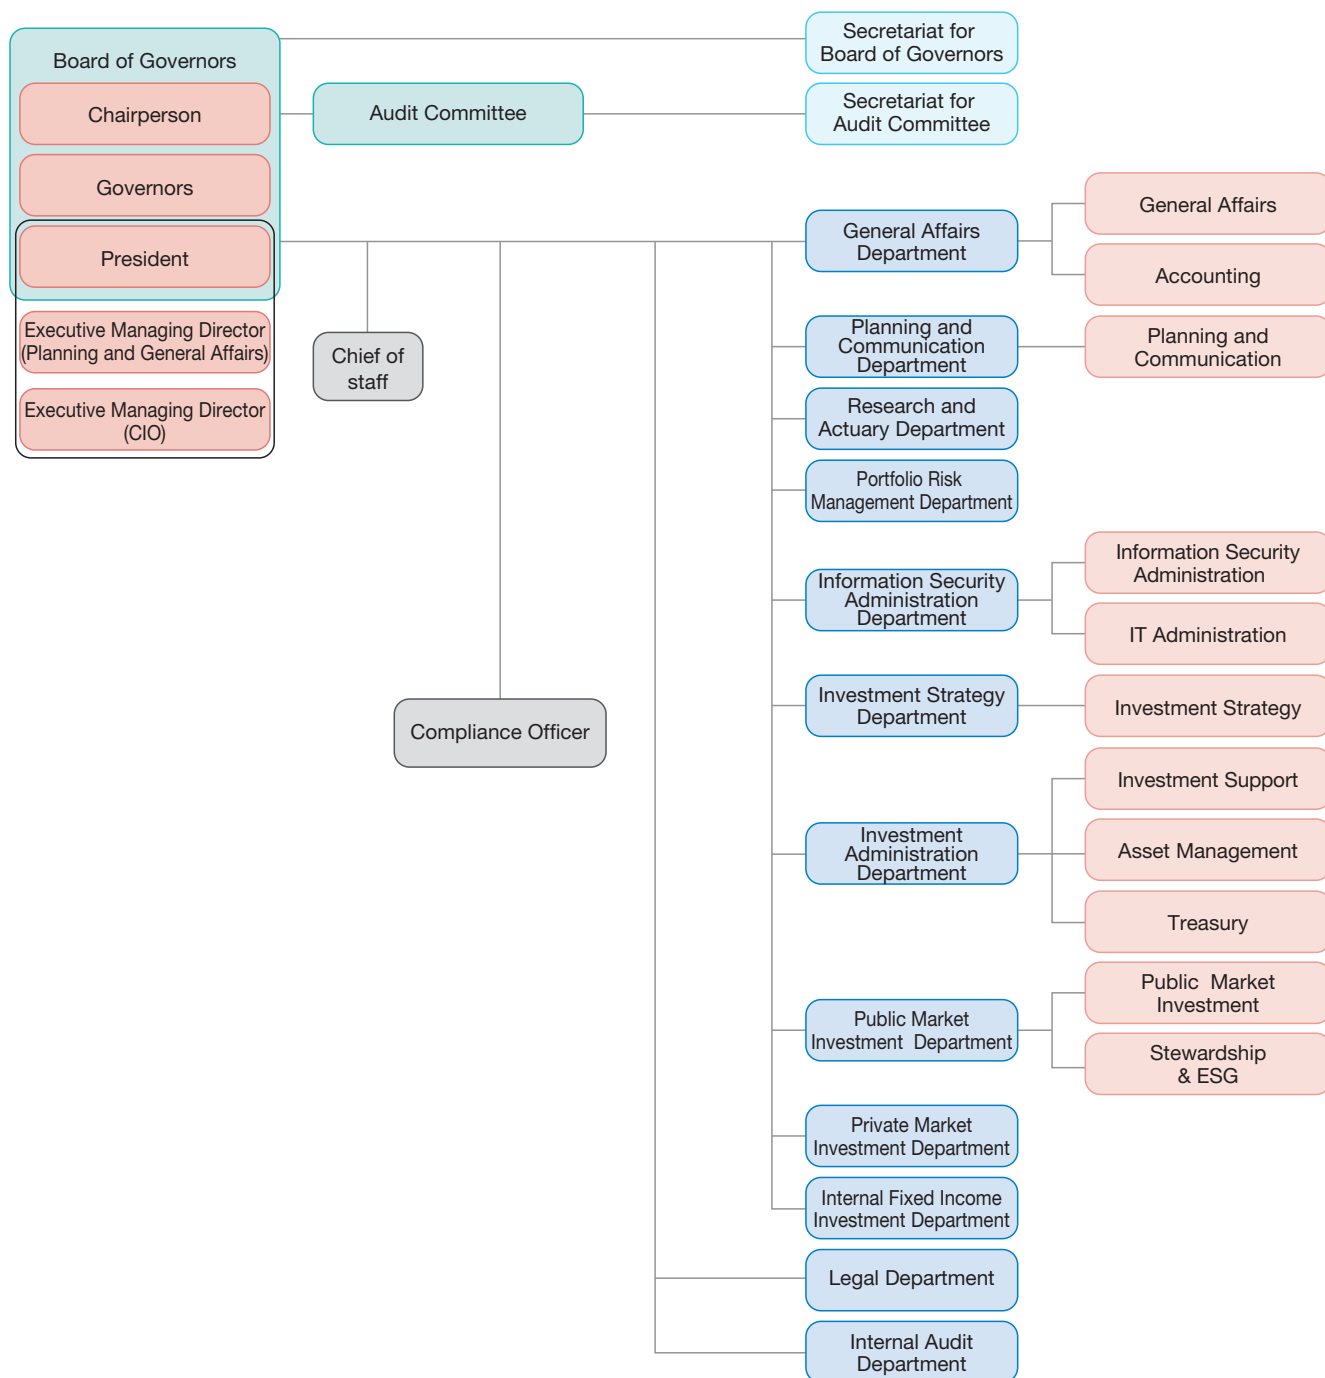 Board of Governors
Chairperson
Governors
President
Executive Managing Director
(Planning and General Affairs)
Executive Managing Director
(CIO)
Audit Committee
Secretariat for
Board of Governors
Secretariat for
Audit Committee
Chief of
staff
Compliance Officer
General Affairs
Department
General Affairs
Accounting
Planning and
Communication
Department
Planning and
Communication
Research and
Actuary Department
Portfolio Risk
Management Department
Information Security
Administration
Department
Information Security
Administration
IT Administration
Investment Strategy
Department
Investment Strategy
Investment
Administration
Department
Investment Support
Asset Management
Treasury
Public Market
Investment Department
Public Market
Investment
Stewardship
& ESG
Private Market
Investment Department
Internal Fixed Income
Investment Department
Legal Department
Internal Audit
Department